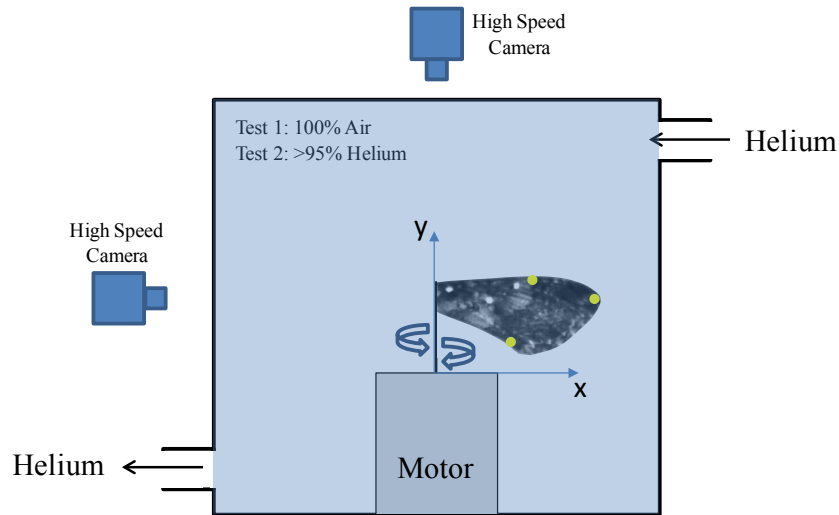 High Speed
Camera
Test 1: 100% Air
Test 2: >95% Helium
Helium
High Speed
Camera
y
x
Helium
Motor